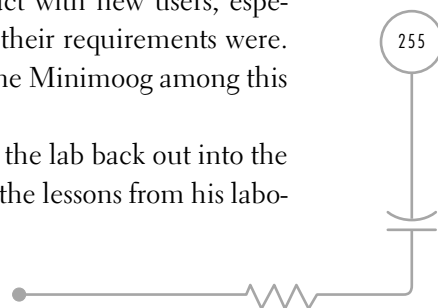 ct with new users, espe-
their requirements were.
ne Minimoog among this
the lab back out into the
the lessons from his labo-
255